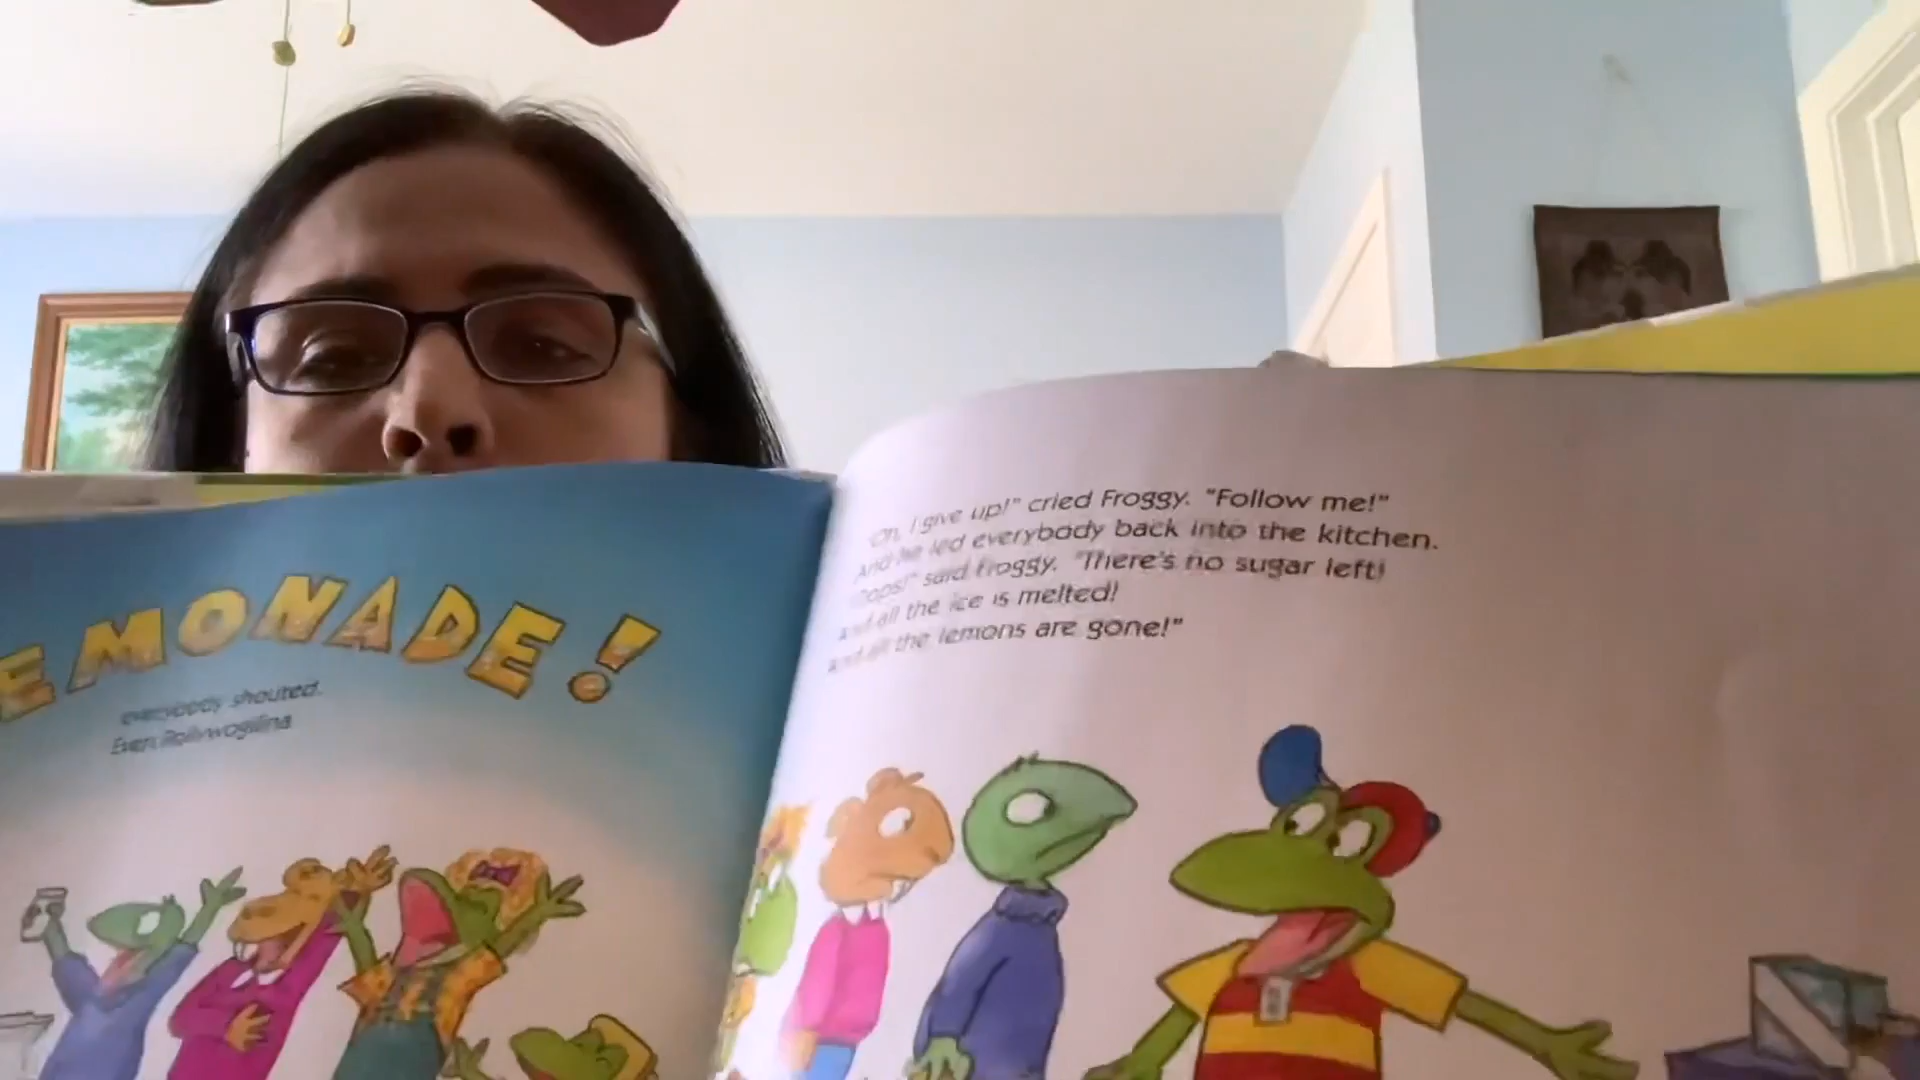 EMONADE!
everybody shouted.
Even Pollywogilina.
"Oh, I give up!" cried Froggy. "Follow me!"
And he led everybody back into the kitchen.
"Oops!" said Froggy. "There's no sugar left!
And all the ice is melted!
And all the lemons are gone!"